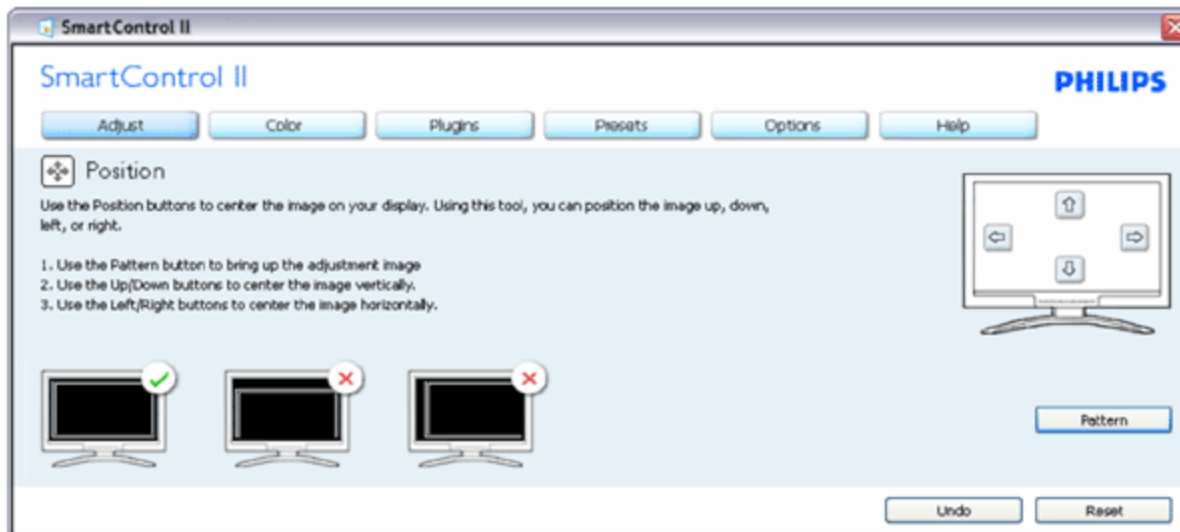 SmartControl II
SmartControl II
PHILIPS
Adjust
Color
Plugins
Presets
Options
Help
Position
Use the Position buttons to center the image on your display. Using this tool, you can position the image up, down,
left, or right.
1. Use the Pattern button to bring up the adjustment image
2. Use the Up/Down buttons to center the image vertically.
3. Use the Left/Right buttons to center the image horizontally.
Pattern
Undo
Reset